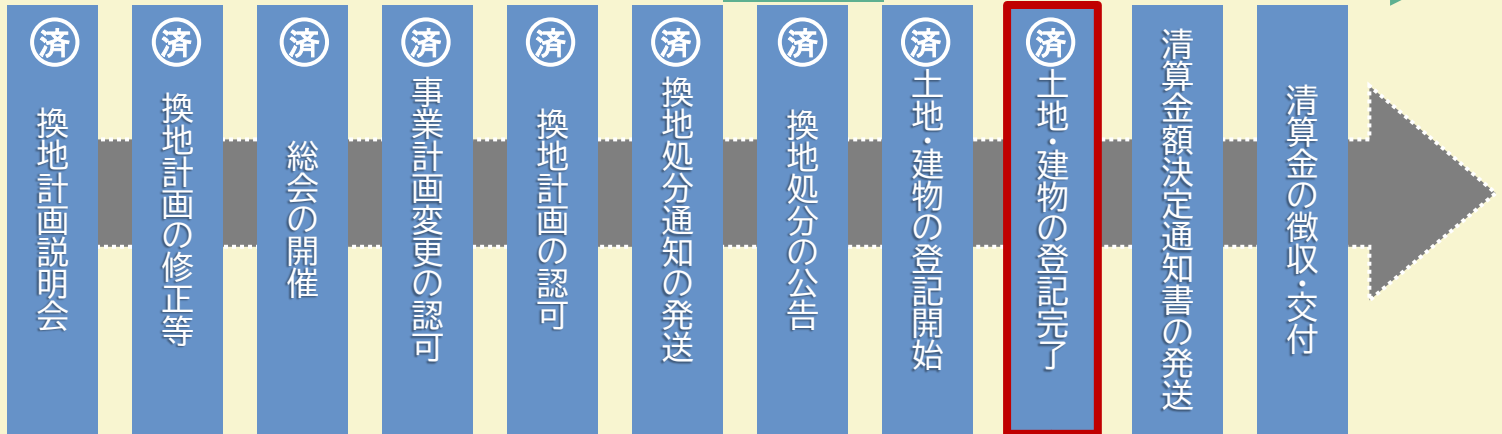 済
換地計画説明会
済
換地計画の修正等
済
総会の開催
済
事業計画変更の認可
済
換地計画の認可
済
換地処分通知の発送
済
換地処分の公告
済
土地・建物の登記開始
済
土地・建物の登記完了
清算金額決定通知書の発送
清算金の徴収・交付